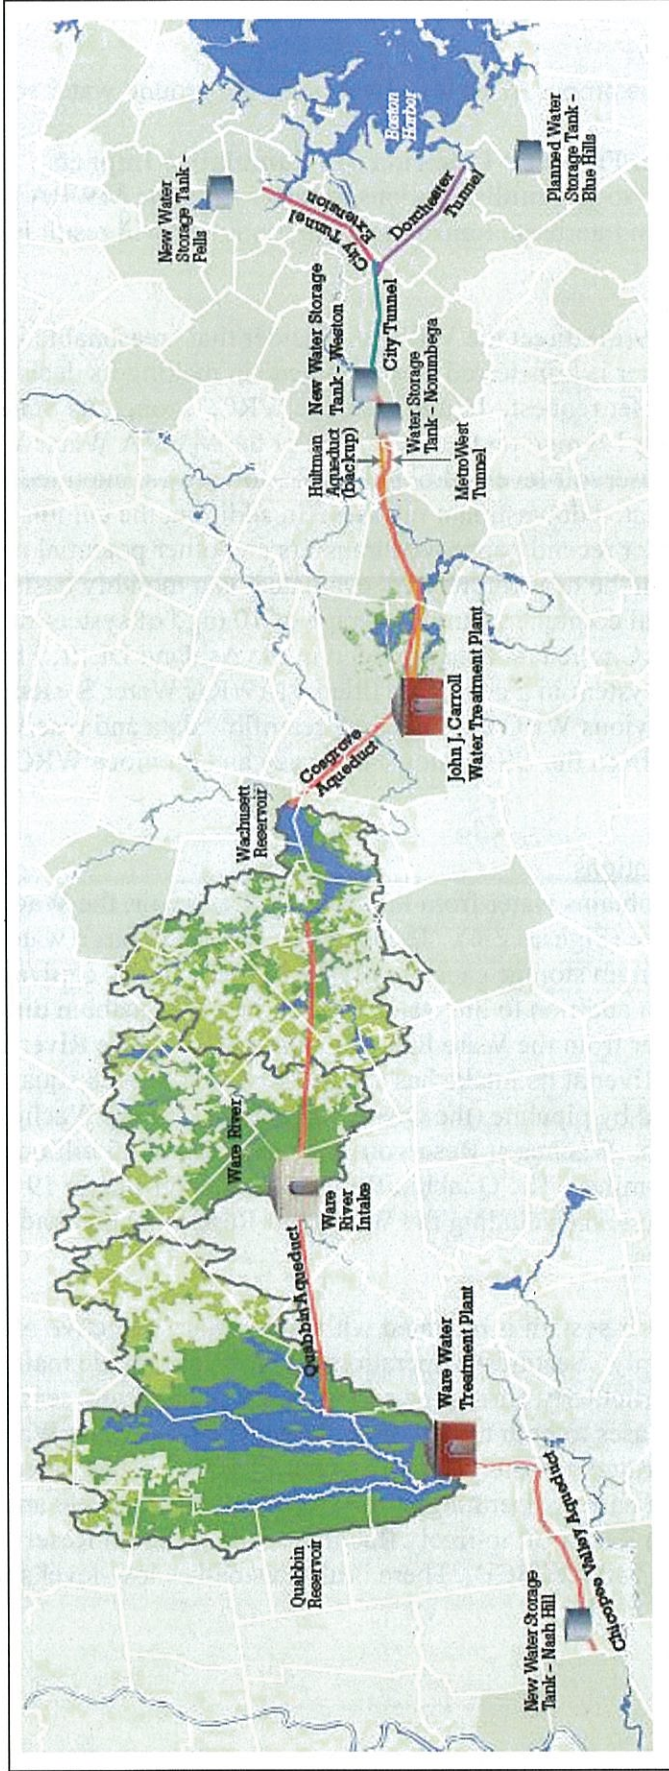 Quabbin
Reservoir
New Water Storage
Tank – Nash Hill
Chicopee Valley Aqueduct
Ware Water
Treatment Plant
Quabbin Aqueduct
Ware River
Ware
River
Intake
Wachusett
Reservoir
Cosgrove
Aqueduct
John J. Carroll
Water Treatment Plant
Hultman
Aqueduct
(backup)
MetroWest
Tunnel
New Water Storage
Tank – Weston
Water Storage
Tank – Norumbega
City Tunnel
City Tunnel
Extension
Dorchester
Tunnel
New Water
Storage Tank –
Fells
Boston
Harbor
Planned Water
Storage Tank –
Blue Hills